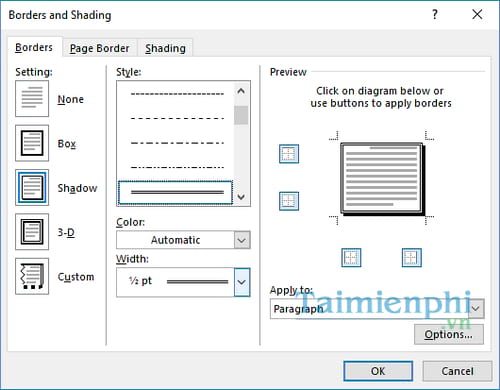 Borders and Shading
Borders
Page Border
Shading
Setting:
None
Box
Shadow
3-D
Custom
Style:
Color:
Automatic
Width:
½ pt
Preview
Click on diagram below or
use buttons to apply borders
Apply to:
Paragraph
Taimienphi
.vn
Options...
OK
Cancel